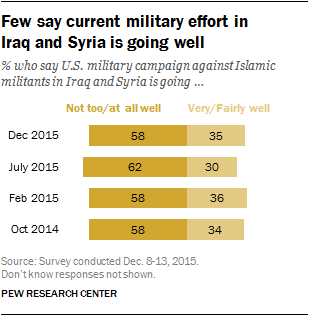 Few say current military effort in
Iraq and Syria is going well
% who say U.S. military campaign against Islamic
militants in Iraq and Syria is going ...
Not too/at all well Very/Fairly well
Dec 2015 58 35
July 2015 62 30
Feb 2015 58 36
Oct 2014 58 34
Source: Survey conducted Dec. 8-13, 2015.
Don't know responses not shown.
PEW RESEARCH CENTER